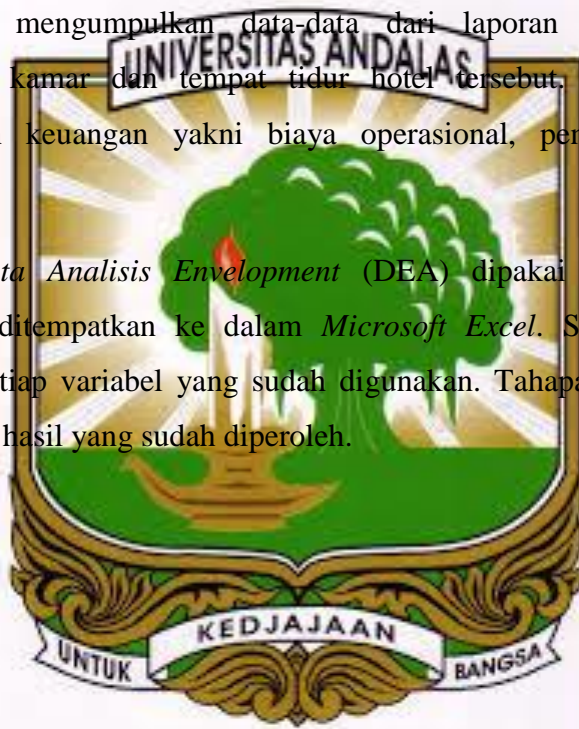 mengumpulkan data-data dari laporan
UNIVERSITAS ANDALAS
kamar dan tempat tidur hotel tersebut.
keuangan yakni biaya operasional, pen
ta Analisis Envelopment (DEA) dipakai
ditempatkan ke dalam Microsoft Excel. S
tiap variabel yang sudah digunakan. Tahapa
hasil yang sudah diperoleh.
KEDJAJAAN
UNTUK BANGSA